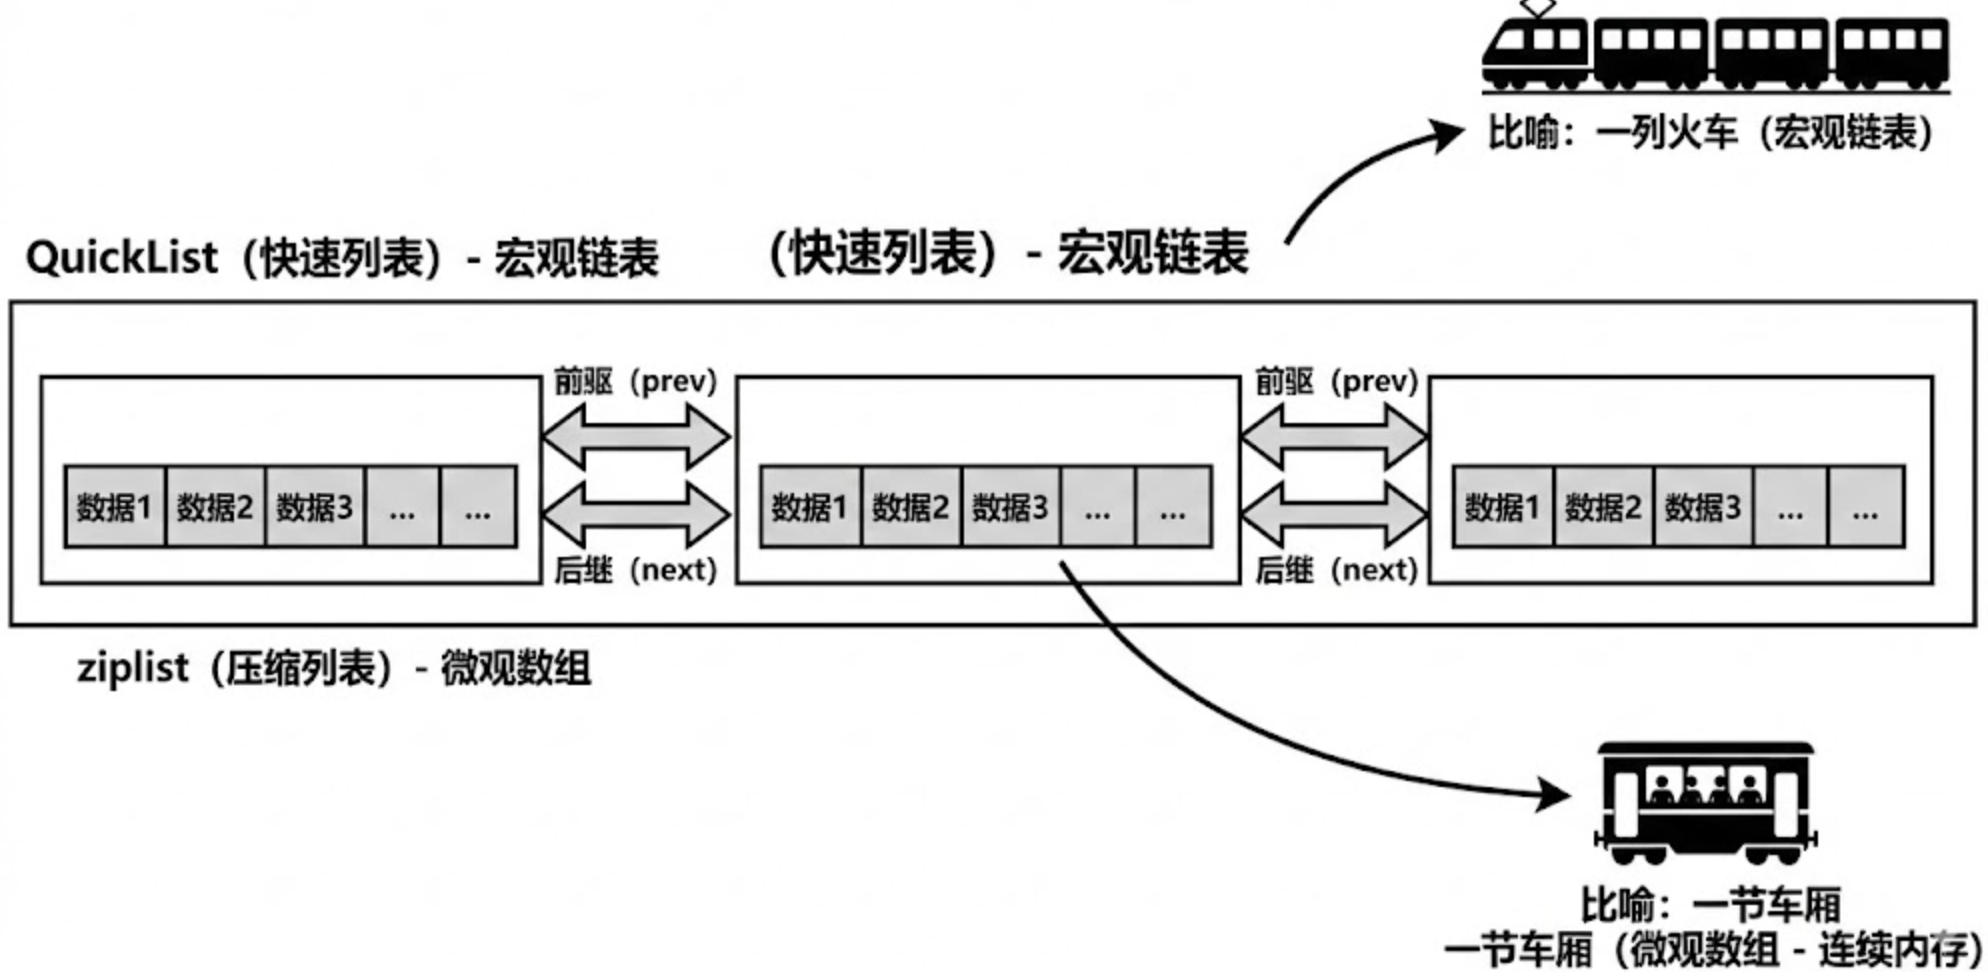 比喻：一列火车（宏观链表）
QuickList（快速列表）- 宏观链表
（快速列表）- 宏观链表
前驱（prev）
前驱（prev）
数据1 数据2 数据3 ... ...
数据1 数据2 数据3 ... ...
数据1 数据2 数据3 ... ...
后继（next）
后继（next）
ziplist（压缩列表）- 微观数组
比喻：一节车厢
一节车厢（微观数组 - 连续内存）